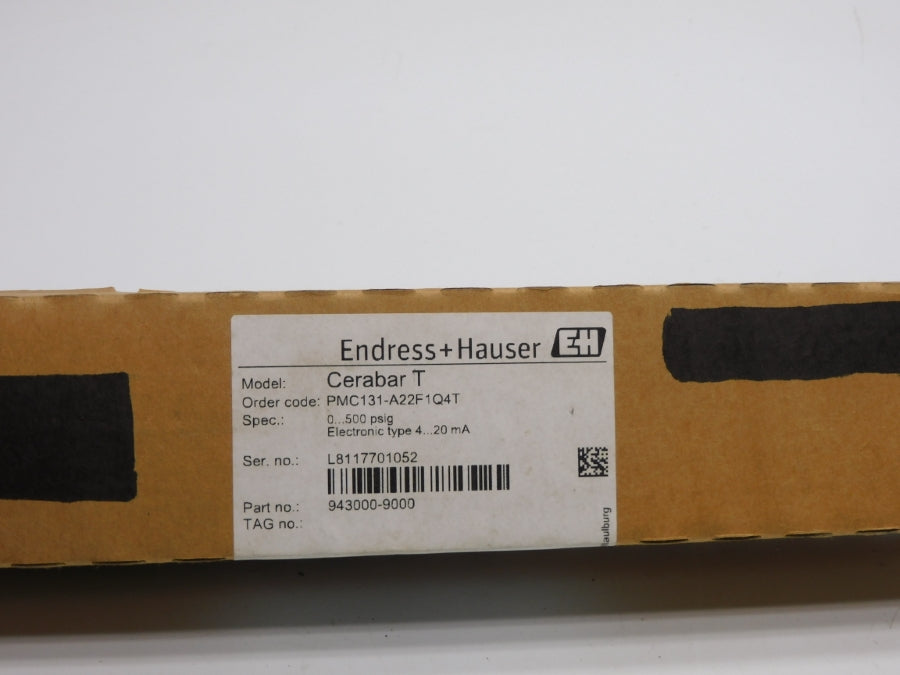 Endress+Hauser EH
Model: Cerabar T
Order code: PMC131-A22F1Q4T
Spec.: 0...500 psig
Electronic type 4...20 mA
Ser. no.: L8117701052
Part no.: 943000-9000
TAG no.: